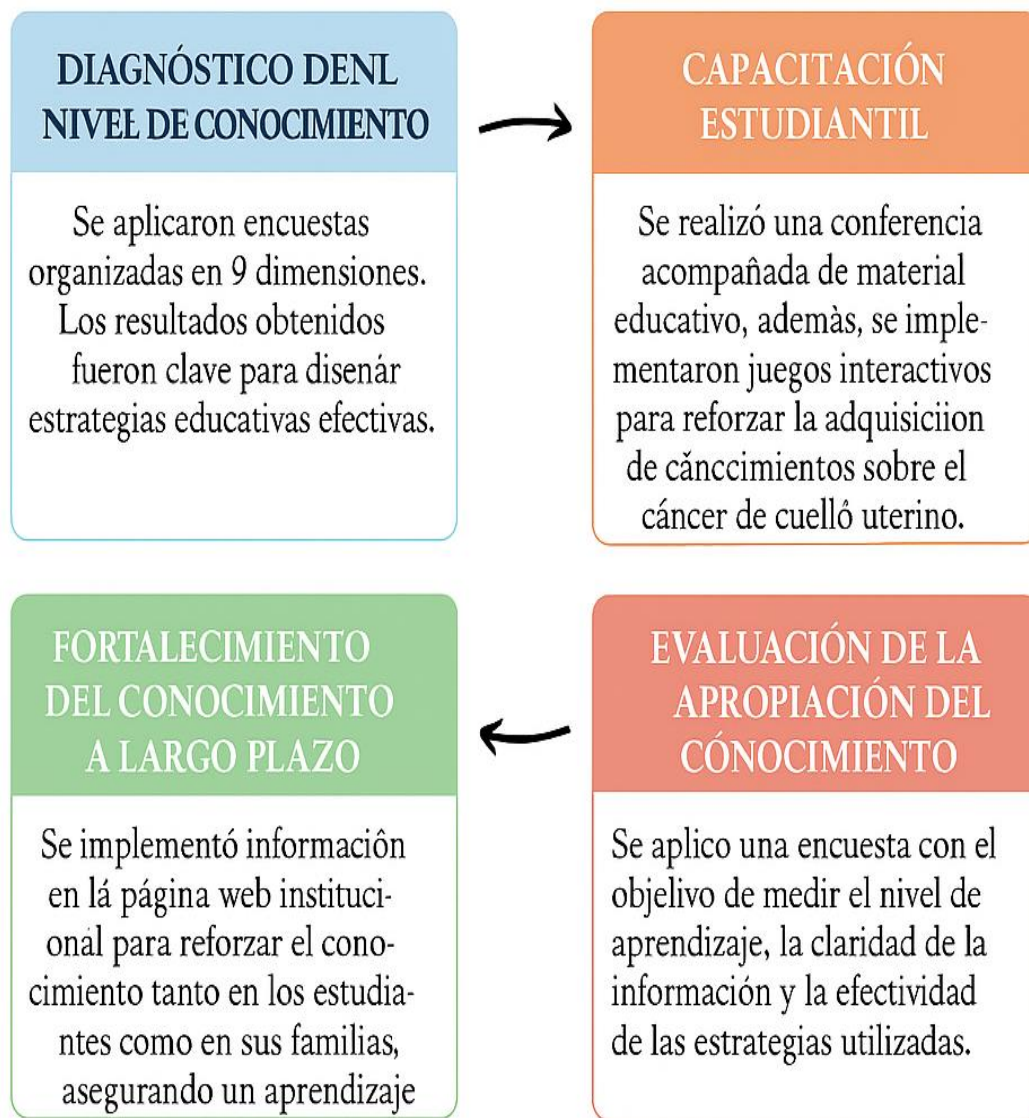 DIAGNÓSTICO DENL
NIVEŁ DE CONOCIMIENTO
Se aplicaron encuestas
organizadas en 9 dimensiones.
Los resultados obtenidos
fueron clave para disenár
estrategias educativas efectivas.
CAPACITACIÓN
ESTUDIANTIL
Se realizó una conferencia
acompañada de material
educativo, ademàs, se imple-
mentaron juegos interactivos
para reforzar la adquisiciion
de cảnccimientos sobre el
cáncer de cuellô uterino.
FORTALECIMIENTO
DEL CONOCIMIENTO
A LARGO PLAZO
Se implementó informaciôn
en lá página web instituci-
onal para reforzar el cono-
cimiento tanto en los estudia-
ntes como en sus familias,
asegurando un aprendizaje
EVALUACIÓN DE LA
APROPIACIÓN DEL
CÓNOCIMIENTO
Se aplico una encuesta con el
objelivo de medir el nivel de
aprendizaje, la claridad de la
información y la efectividad
de las estrategias utilizadas.